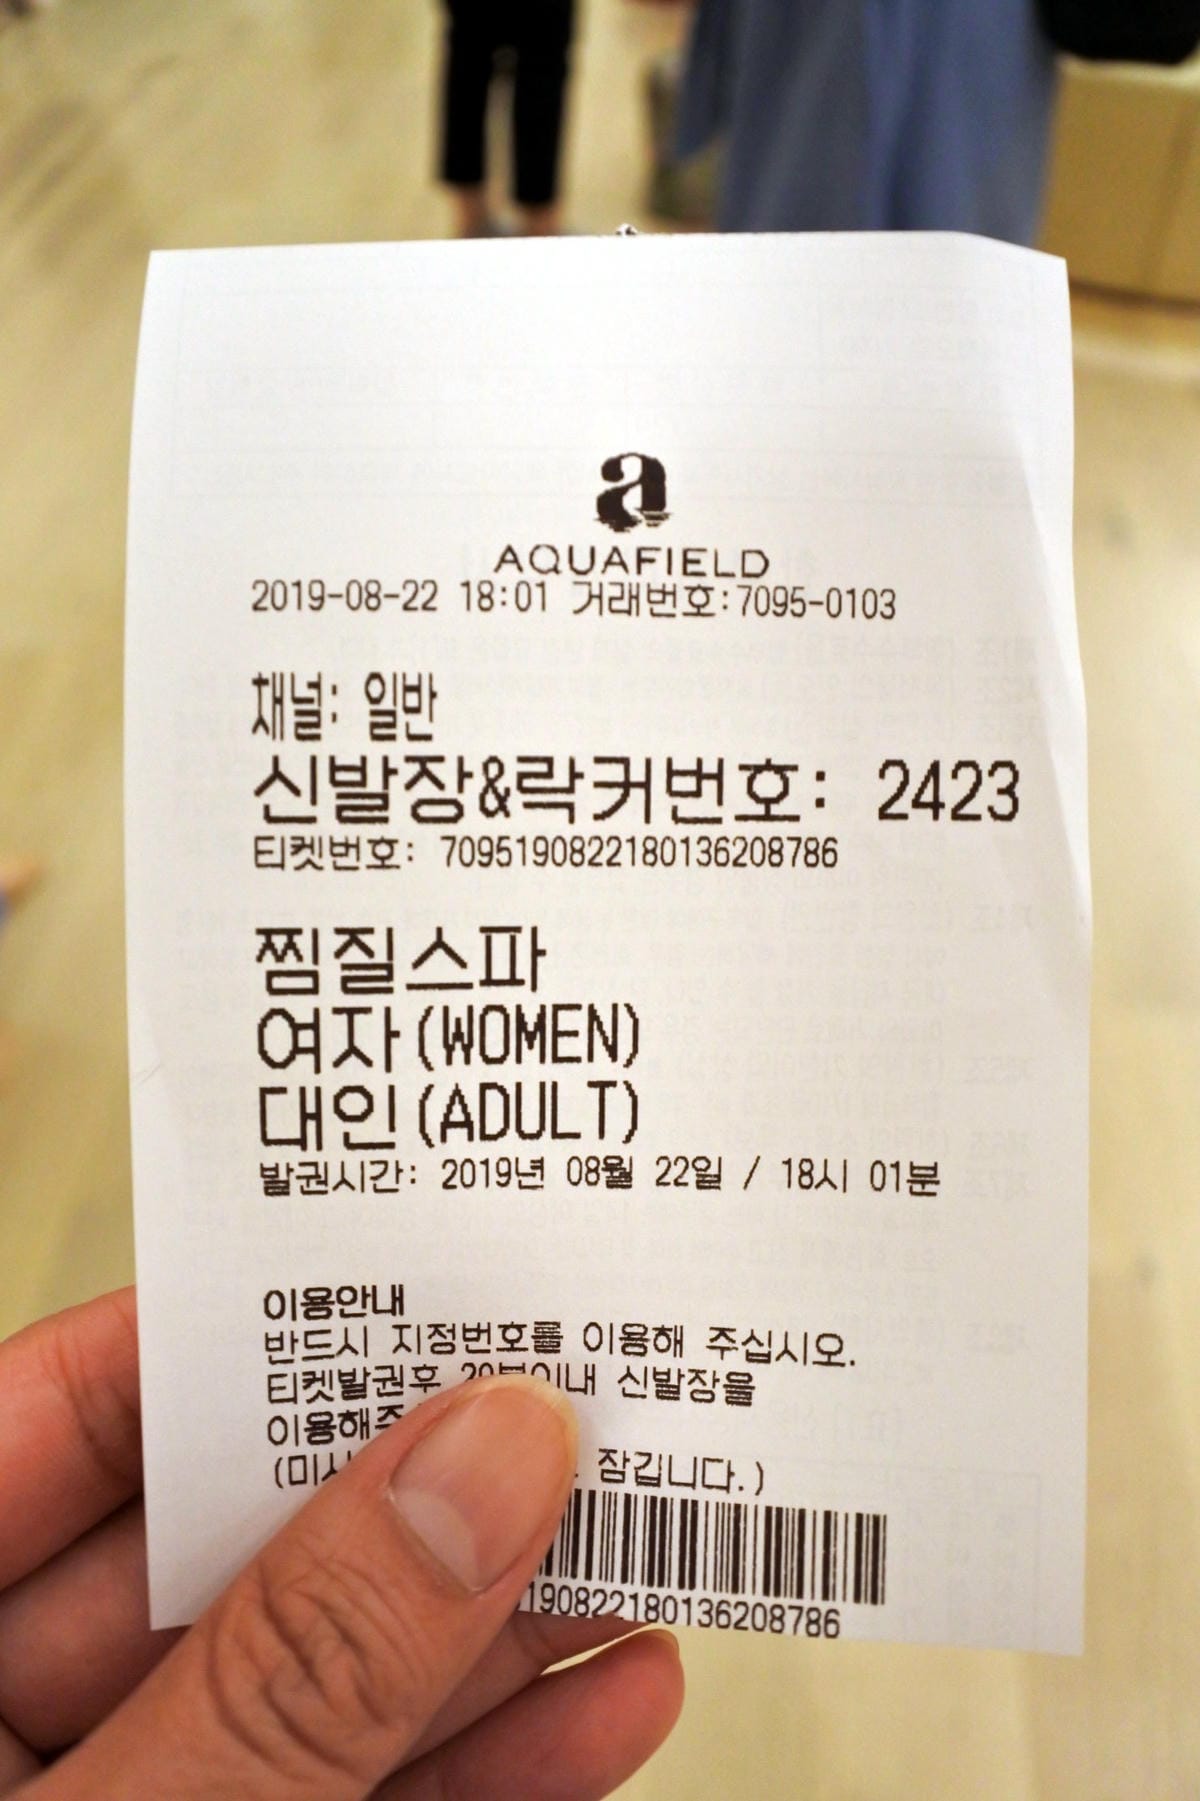 a
AQUAFIELD
2019-08-22 18:01 거래번호:7095-0103
채널: 일반
신발장&락커번호: 2423
티켓번호: 7095190822180136208786
찜질스파
여자(WOMEN)
대인(ADULT)
발권시간: 2019년 08월 22일 / 18시 01분
이용안내
반드시 지정번호를 이용해 주십시오.
티켓발권후 신발장을
잠깁니다.)
190822180136208786